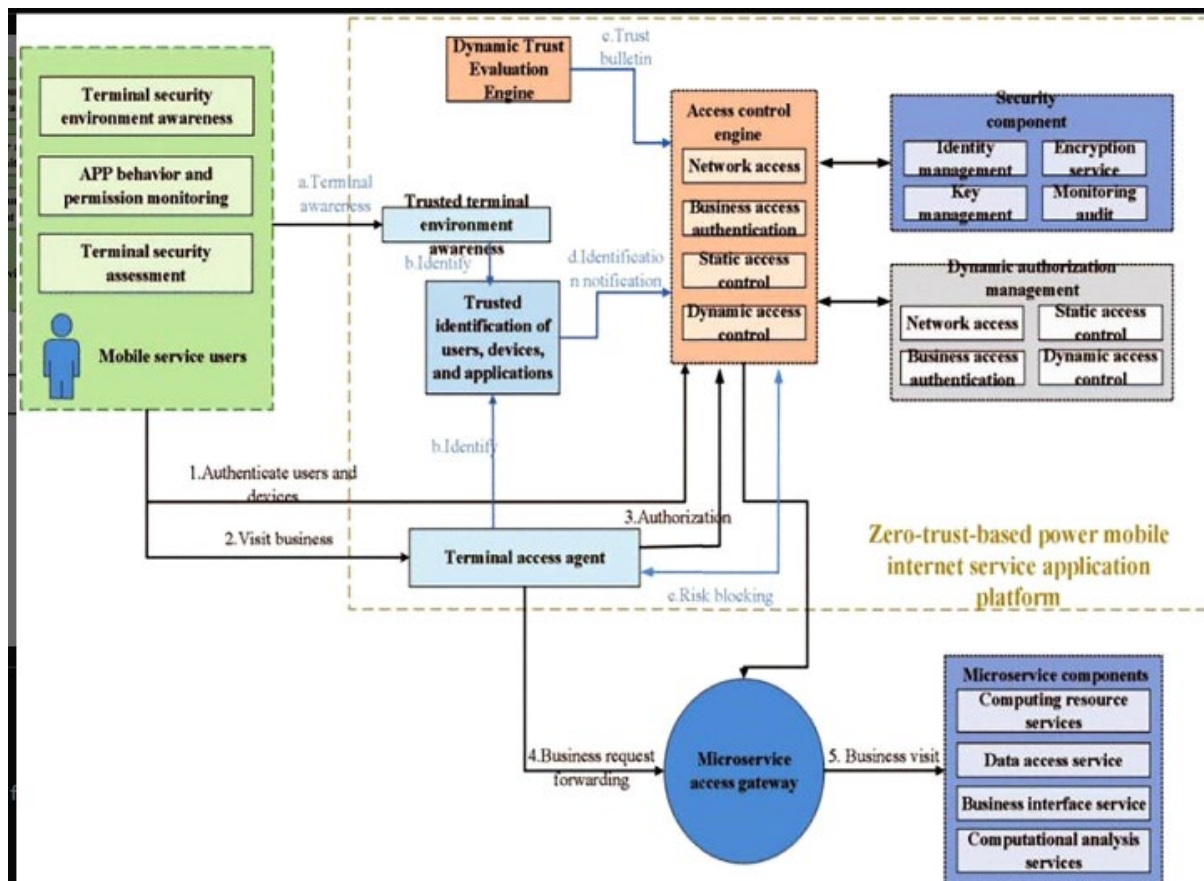 Terminal security
environment awareness
APP behavior and
permission monitoring
Terminal security
assessment
Mobile service users
a.Terminal
awareness
Dynamic Trust
Evaluation
Engine
c.Trust
bulletin
Trusted terminal
environment
awareness
b.Identify
Trusted
identification of
users, devices,
and applications
d.Identificatio
n notification
b.Identify
Access control
engine
Network access
Business access
authentication
Static access
control
Dynamic access
control
Security
component
Identity
management
Encryption
service
Key
management
Monitoring
audit
Dynamic authorization
management
Network access
Static access
control
Business access
authentication
Dynamic access
control
1.Authenticate users and
devices
2.Visit business
Terminal access agent
3.Authorization
e.Risk blocking
Zero-trust-based power mobile
internet service application
platform
4.Business request
forwarding
Microservice
access gateway
5. Business visit
Microservice components
Computing resource
services
Data access service
Business interface service
Computational analysis
services